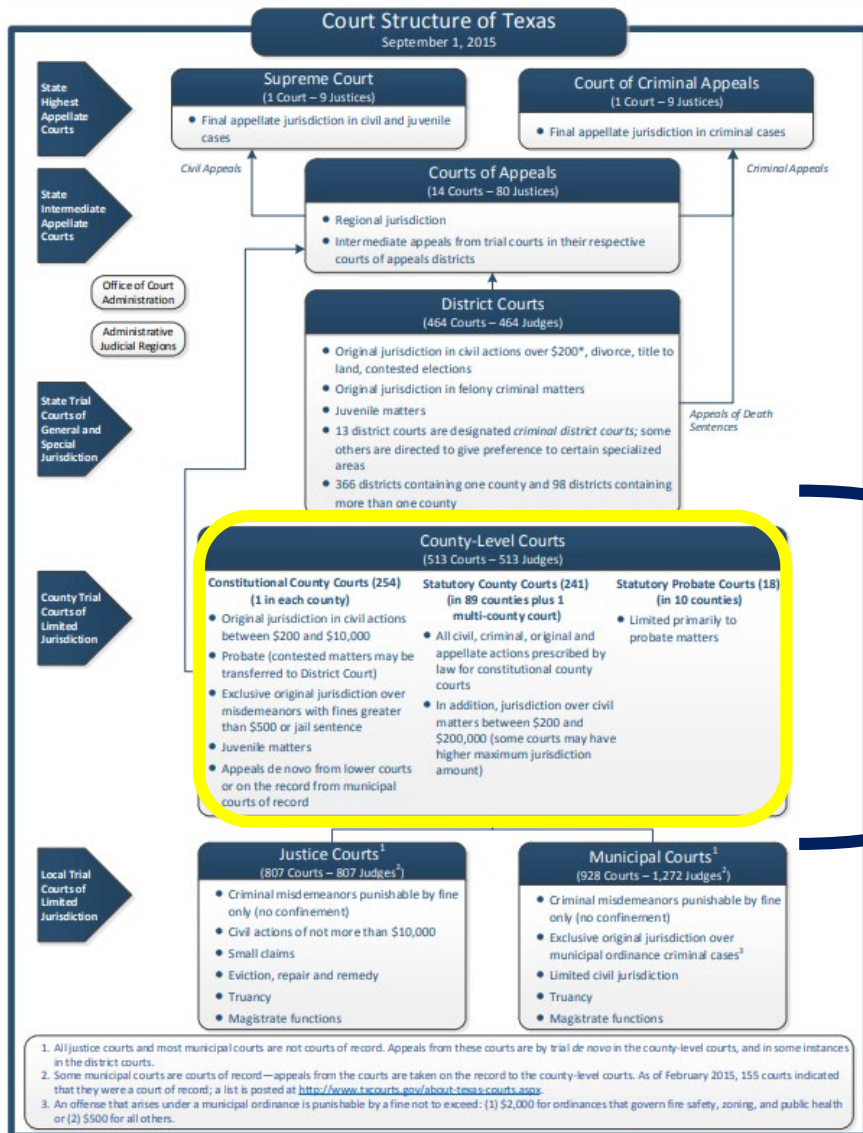 Court Structure of Texas
September 1, 2015
State
Highest
Appellate
Courts
Supreme Court
(1 Court – 9 Justices)
• Final appellate jurisdiction in civil and juvenile
cases
Court of Criminal Appeals
(1 Court – 9 Justices)
• Final appellate jurisdiction in criminal cases
Civil Appeals
Criminal Appeals
State
Intermediate
Appellate
Courts
Courts of Appeals
(14 Courts – 80 Justices)
• Regional jurisdiction
• Intermediate appeals from trial courts in their respective
courts of appeals districts
Office of Court
Administration
Administrative
Judicial Regions
State Trial
Courts of
General and
Special
Jurisdiction
District Courts
(464 Courts – 464 Judges)
• Original jurisdiction in civil actions over $200*, divorce, title to
land, contested elections
• Original jurisdiction in felony criminal matters
• Juvenile matters
• 13 district courts are designated criminal district courts; some
others are directed to give preference to certain specialized
areas
• 366 districts containing one county and 98 districts containing
more than one county
Appeals of Death
Sentences
County Trial
Courts of
Limited
Jurisdiction
County-Level Courts
(513 Courts – 513 Judges)
Constitutional County Courts (254)
(1 in each county)
• Original jurisdiction in civil actions
between $200 and $10,000
• Probate (contested matters may be
transferred to District Court)
• Exclusive original jurisdiction over
misdemeanors with fines greater
than $500 or jail sentence
• Juvenile matters
• Appeals de novo from lower courts
or on the record from municipal
courts of record
Statutory County Courts (241)
(in 89 counties plus 1
multi-county court)
• All civil, criminal, original and
appellate actions prescribed by
law for constitutional county
courts
• In addition, jurisdiction over civil
matters between $200 and
$200,000 (some courts may have
higher maximum jurisdiction
amount)
Statutory Probate Courts (18)
(in 10 counties)
• Limited primarily to
probate matters
Local Trial
Courts of
Limited
Jurisdiction
Justice Courts¹
(807 Courts – 807 Judges²)
• Criminal misdemeanors punishable by fine
only (no confinement)
• Civil actions of not more than $10,000
• Small claims
• Eviction, repair and remedy
• Truancy
• Magistrate functions
Municipal Courts¹
(928 Courts – 1,272 Judges²)
• Criminal misdemeanors punishable by fine
only (no confinement)
• Exclusive original jurisdiction over
municipal ordinance criminal cases³
• Limited civil jurisdiction
• Truancy
• Magistrate functions
1. All justice courts and most municipal courts are not courts of record. Appeals from these courts are by trial de novo in the county-level courts, and in some instances
in the district courts.
2. Some municipal courts are courts of record—appeals from the courts are taken on the record to the county-level courts. As of February 2015, 155 courts indicated
that they were a court of record; a list is posted at http://www.txcourts.gov/about-texas-courts.aspx.
3. An offense that arises under a municipal ordinance is punishable by a fine not to exceed: (1) $2,000 for ordinances that govern fire safety, zoning, and public health
or (2) $500 for all others.